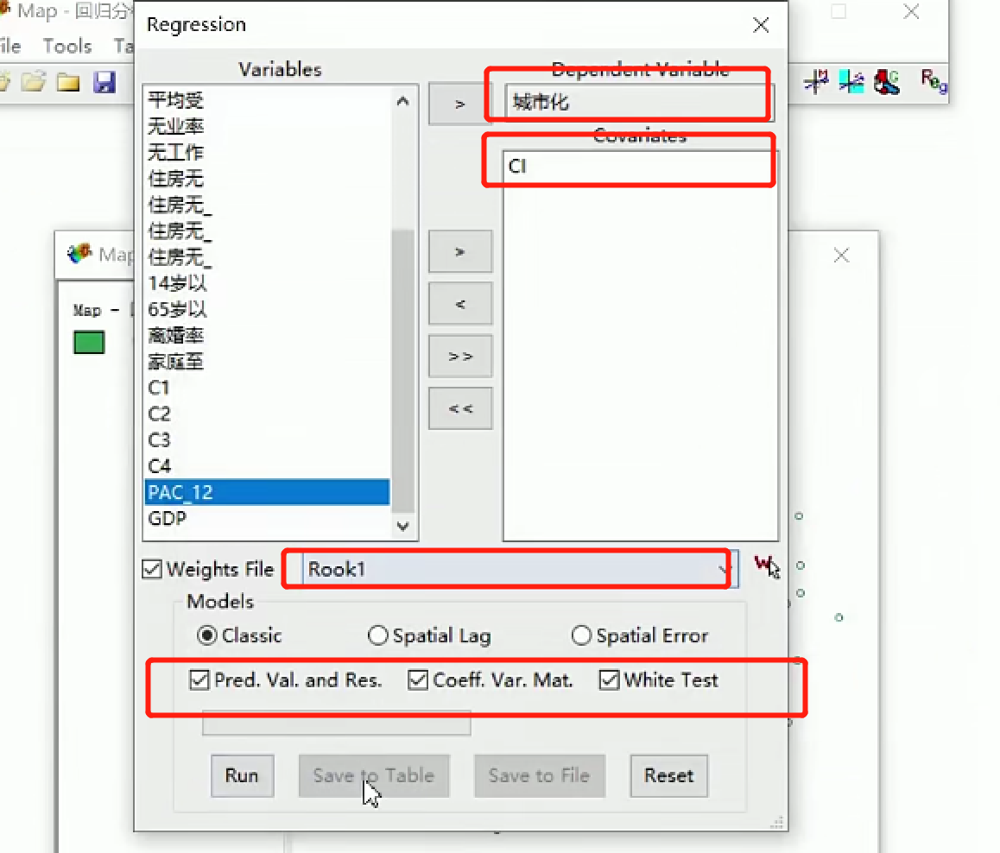 Map - 回归分
Regression
File Tools Ta
Variables
Dependent Variable
平均受
>
城市化
无业率
Covariates
无工作
CI
住房无
住房无_
住房无_
住房无_
14岁以
65岁以
离婚率
家庭至
C1
C2
C3
C4
PAC_12
GDP
>
<
>>
<<
Reg
Map
Map -
Weights File
Rook1
W
Models
Classic Spatial Lag Spatial Error
Pred. Val. and Res. Coeff. Var. Mat. White Test
Run Save to Table Save to File Reset